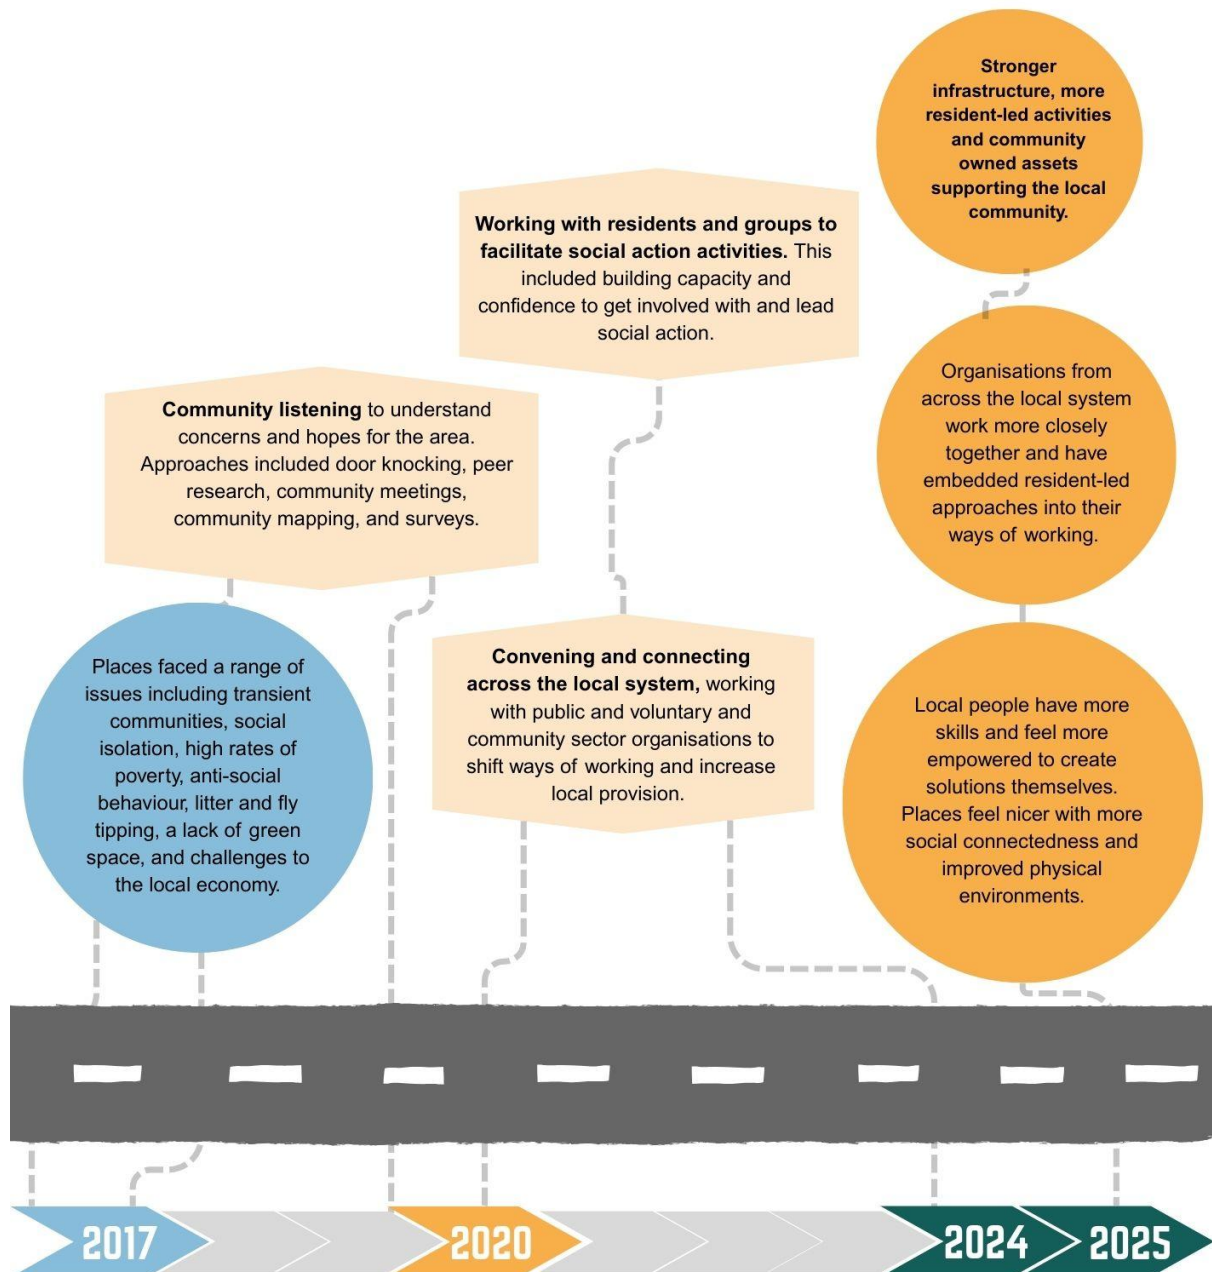 Stronger
infrastructure, more
resident-led activities
and community
owned assets
supporting the local
community.
Working with residents and groups to
facilitate social action activities. This
included building capacity and
confidence to get involved with and lead
social action.
Organisations from
across the local system
work more closely
together and have
embedded resident-led
approaches into their
ways of working.
Community listening to understand
concerns and hopes for the area.
Approaches included door knocking, peer
research, community meetings,
community mapping, and surveys.
Places faced a range of
issues including transient
communities, social
isolation, high rates of
poverty, anti-social
behaviour, litter and fly
tipping, a lack of green
space, and challenges to
the local economy.
Convening and connecting
across the local system, working
with public and voluntary and
community sector organisations to
shift ways of working and increase
local provision.
Local people have more
skills and feel more
empowered to create
solutions themselves.
Places feel nicer with more
social connectedness and
improved physical
environments.
2017
2020
2024
2025